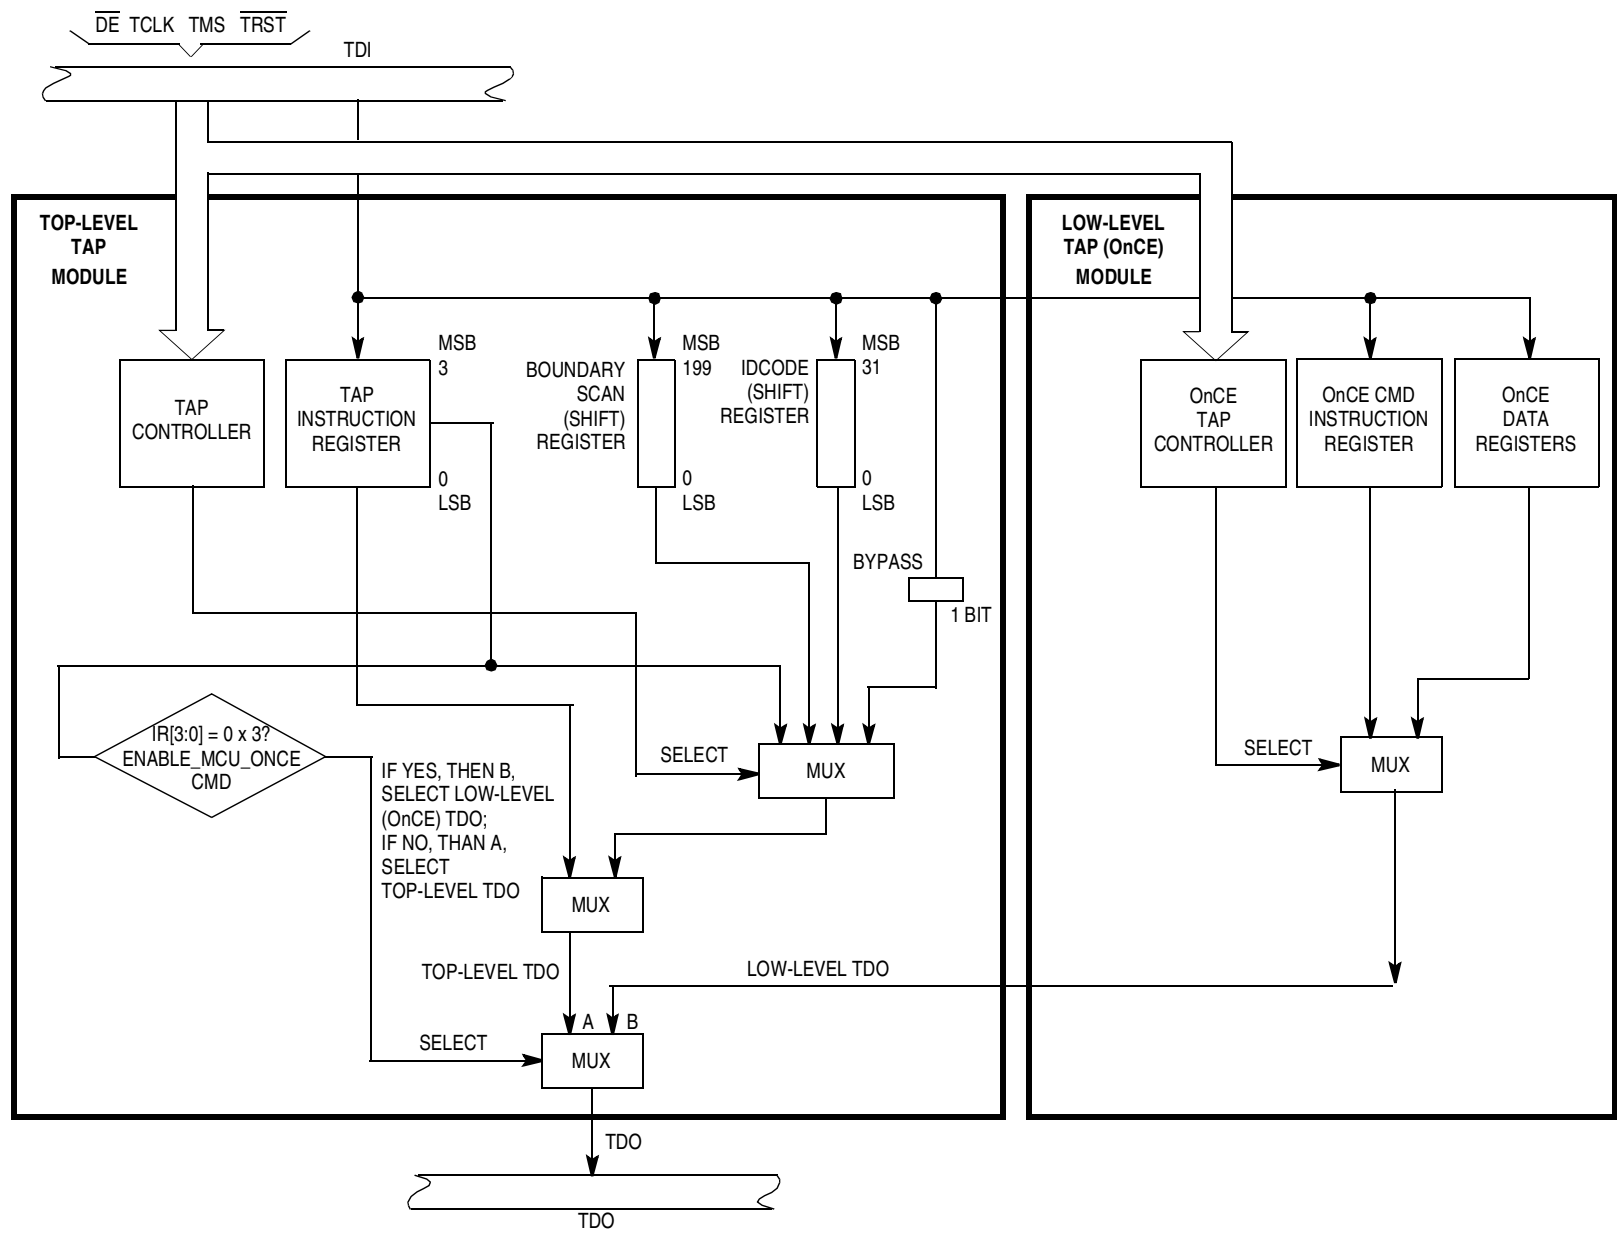 DE TCLK TMS TRST
TDI
TOP-LEVEL
TAP
MODULE
LOW-LEVEL
TAP (OnCE)
MODULE
TAP
CONTROLLER
TAP
INSTRUCTION
REGISTER
MSB
3
0
LSB
BOUNDARY
SCAN
(SHIFT)
REGISTER
MSB
199
0
LSB
IDCODE
(SHIFT)
REGISTER
MSB
31
0
LSB
BYPASS
1 BIT
OnCE
TAP
CONTROLLER
OnCE CMD
INSTRUCTION
REGISTER
OnCE
DATA
REGISTERS
IR[3:0] = 0 x 3?
ENABLE_MCU_ONCE
CMD
IF YES, THEN B,
SELECT LOW-LEVEL
(OnCE) TDO;
IF NO, THAN A,
SELECT
TOP-LEVEL TDO
SELECT
MUX
SELECT
MUX
MUX
TOP-LEVEL TDO
LOW-LEVEL TDO
A B
SELECT
MUX
TDO
TDO